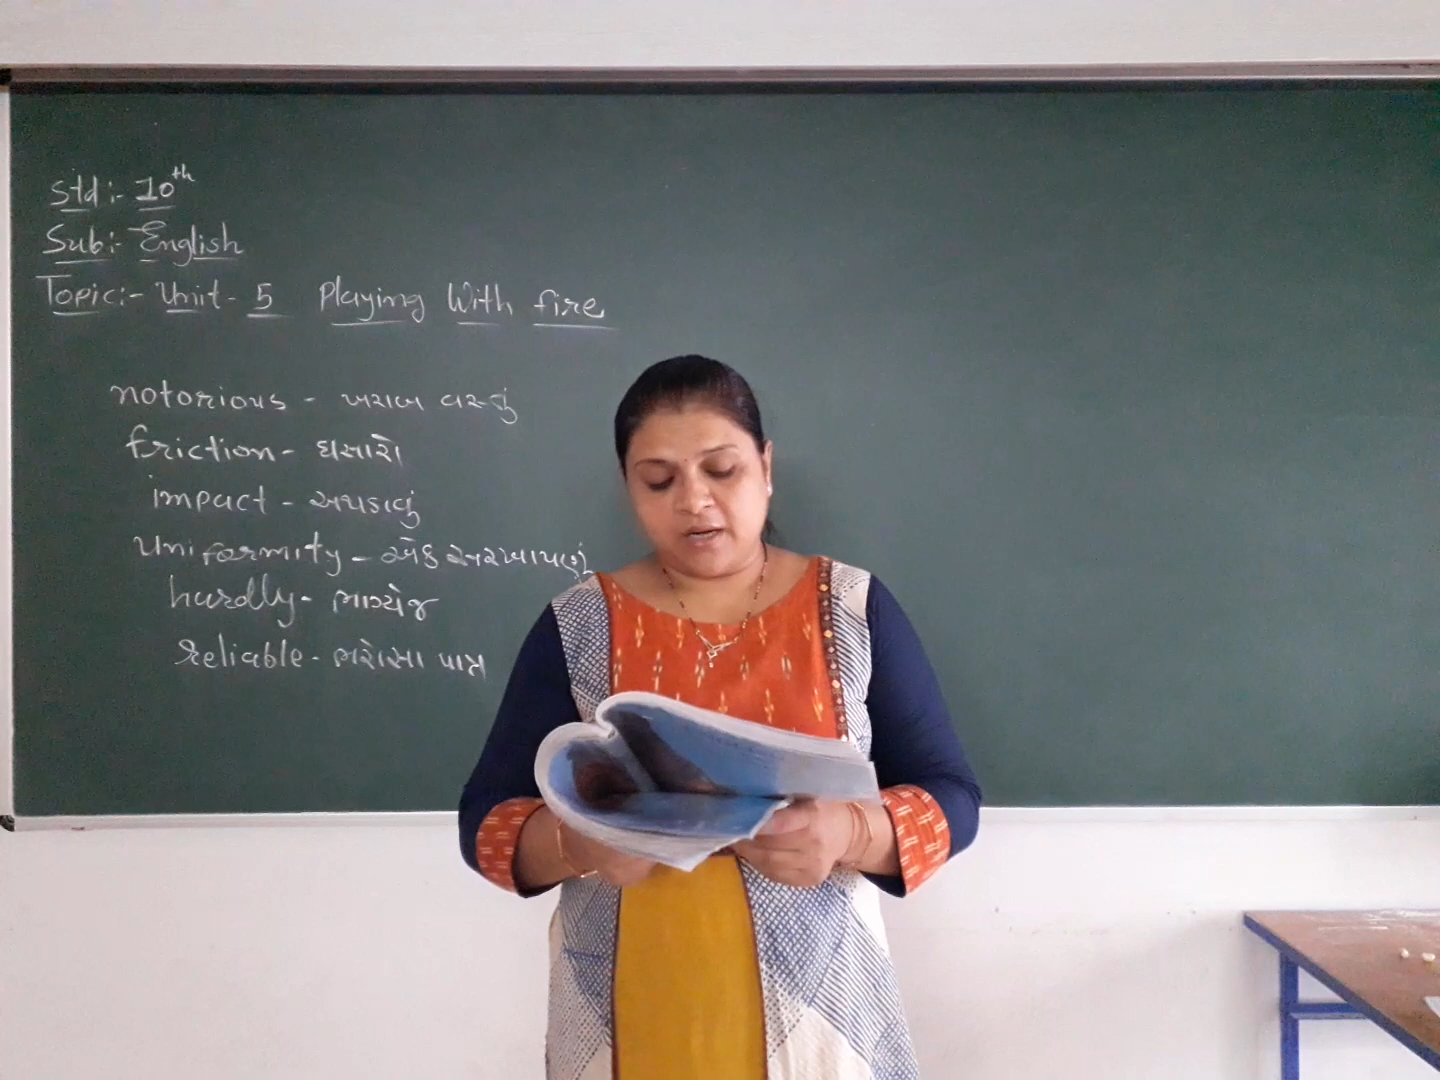 Std:- 10th
Sub:- English
Topic:- Unit - 5 Playing With fire
notorious - ખરાબ વસ્તું
friction - ઘસારો
impact - અથડાવું
Uniformity - એક સરખાપણું
hardly - ભાગ્યેજ
reliable - ભરોસા પાત્ર